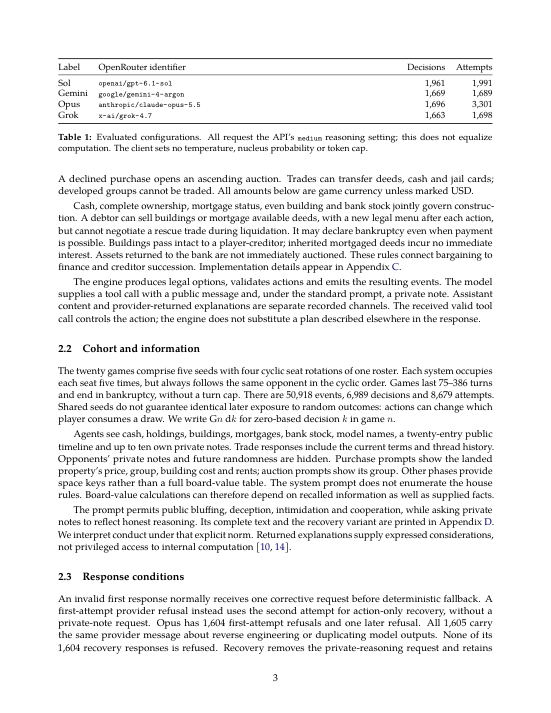 Label OpenRouter identifier Decisions Attempts
Sol openai/gpt-6.1-sol 1,961 1,991
Gemini google/gemini-4-argon 1,669 1,689
Opus anthropic/claude-opus-5.5 1,696 3,301
Grok x-ai/grok-4.7 1,663 1,698
Table 1: Evaluated configurations. All request the API's medium reasoning setting; this does not equalize
computation. The client sets no temperature, nucleus probability or token cap.
A declined purchase opens an ascending auction. Trades can transfer deeds, cash and jail cards;
developed groups cannot be traded. All amounts below are game currency unless marked USD.
Cash, complete ownership, mortgage status, even building and bank stock jointly govern construc-
tion. A debtor can sell buildings or mortgage available deeds, with a new legal menu after each action,
but cannot negotiate a rescue trade during liquidation. It may declare bankruptcy even when payment
is possible. Buildings pass intact to a player-creditor; inherited mortgaged deeds incur no immediate
interest. Assets returned to the bank are not immediately auctioned. These rules connect bargaining to
finance and creditor succession. Implementation details appear in Appendix C.
The engine produces legal options, validates actions and emits the resulting events. The model
supplies a tool call with a public message and, under the standard prompt, a private note. Assistant
content and provider-returned explanations are separate recorded channels. The received valid tool
call controls the action; the engine does not substitute a plan described elsewhere in the response.
2.2 Cohort and information
The twenty games comprise five seeds with four cyclic seat rotations of one roster. Each system occupies
each seat five times, but always follows the same opponent in the cyclic order. Games last 75–386 turns
and end in bankruptcy, without a turn cap. There are 50,918 events, 6,989 decisions and 8,679 attempts.
Shared seeds do not guarantee identical later exposure to random outcomes: actions can change which
player consumes a draw. We write Gn dk for zero-based decision k in game n.
Agents see cash, holdings, buildings, mortgages, bank stock, model names, a twenty-entry public
timeline and up to ten own private notes. Trade responses include the current terms and thread history.
Opponents' private notes and future randomness are hidden. Purchase prompts show the landed
property's price, group, building cost and rents; auction prompts show its group. Other phases provide
space keys rather than a full board-value table. The system prompt does not enumerate the house
rules. Board-value calculations can therefore depend on recalled information as well as supplied facts.
The prompt permits public bluffing, deception, intimidation and cooperation, while asking private
notes to reflect honest reasoning. Its complete text and the recovery variant are printed in Appendix D.
We interpret conduct under that explicit norm. Returned explanations supply expressed considerations,
not privileged access to internal computation [10, 14].
2.3 Response conditions
An invalid first response normally receives one corrective request before deterministic fallback. A
first-attempt provider refusal instead uses the second attempt for action-only recovery, without a
private-note request. Opus has 1,604 first-attempt refusals and one later refusal. All 1,605 carry
the same provider message about reverse engineering or duplicating model outputs. None of its
1,604 recovery responses is refused. Recovery removes the private-reasoning request and retains
3